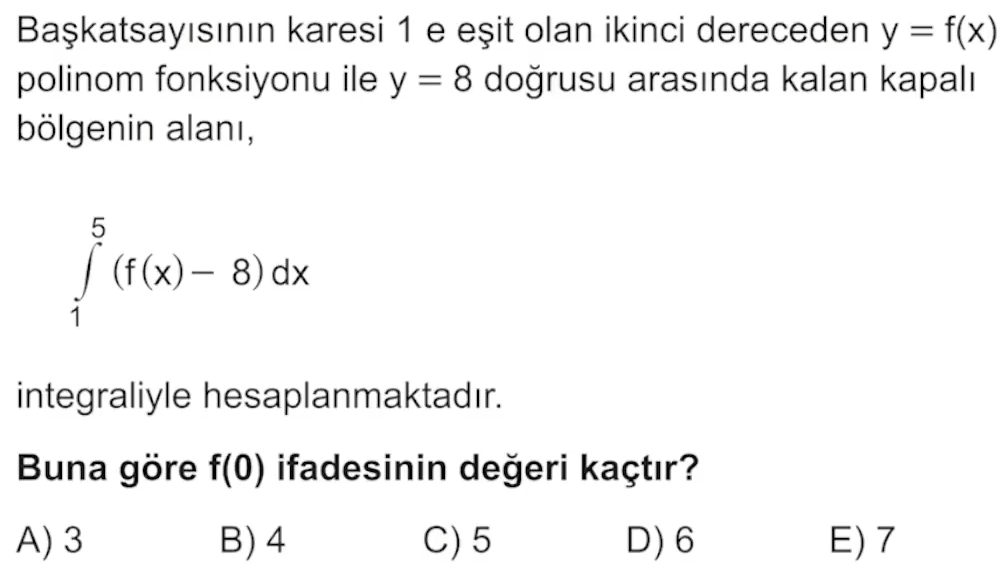 Başkatsayısının karesi 1 e eşit olan ikinci dereceden y = f(x)
polinom fonksiyonu ile y = 8 doğrusu arasında kalan kapalı
bölgenin alanı,
5
∫ (f(x) – 8) dx
1
integraliyle hesaplanmaktadır.
Buna göre f(0) ifadesinin değeri kaçtır?
A) 3 B) 4 C) 5 D) 6 E) 7